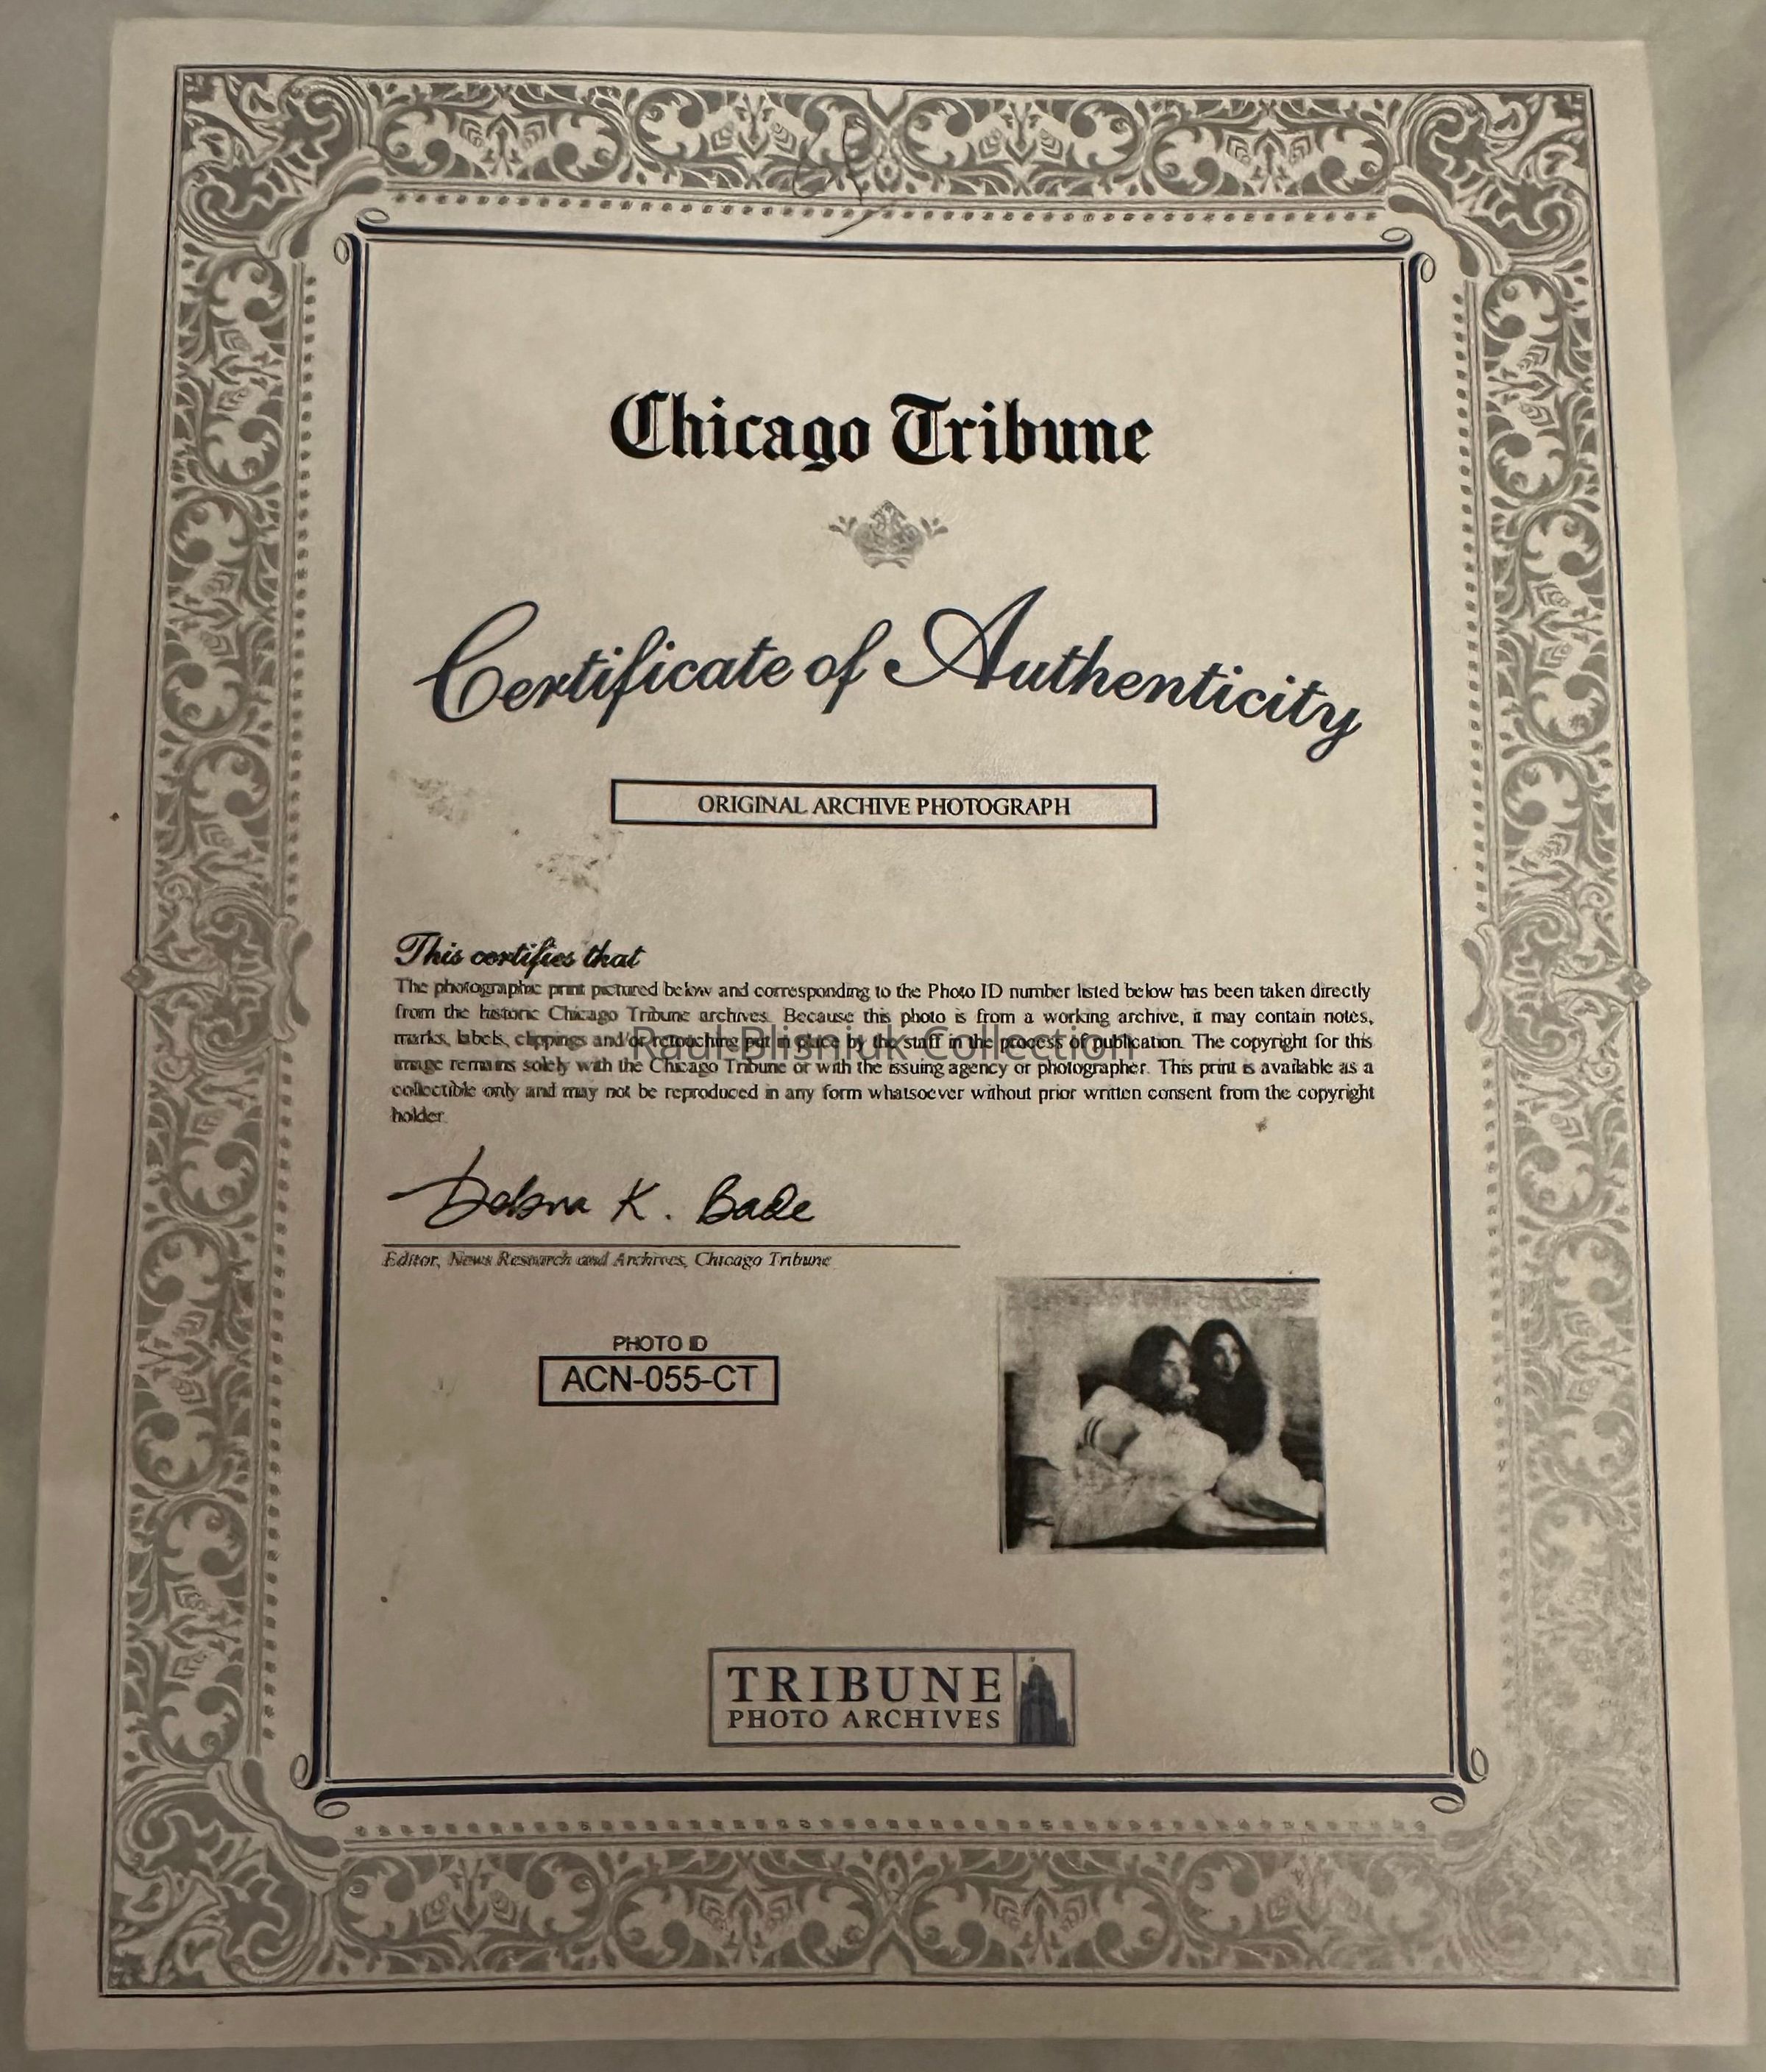 Chicago Tribune
Certificate of Authenticity
ORIGINAL ARCHIVE PHOTOGRAPH
This certifies that
The photographic print pictured below and corresponding to the Photo ID number listed below has been taken directly
from the historic Chicago Tribune archives. Because this photo is from a working archive, it may contain notes,
marks, labels, clippings and/or retouching put in place by the staff in the process of publication. The copyright for this
Raul Blisniuk Collection
image remains solely with the Chicago Tribune or with the issuing agency or photographer. This print is available as a
collectible only and may not be reproduced in any form whatsoever without prior written consent from the copyright
holder.
Debra K. Bade
Editor, News Research and Archives, Chicago Tribune
PHOTO ID
ACN-055-CT
TRIBUNE
PHOTO ARCHIVES